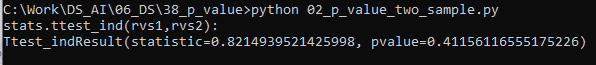 C:\Work\DS_AI\06_DS\38_p_value>python 02_p_value_two_sample.py
stats.ttest_ind(rvs1,rvs2):
Ttest_indResult(statistic=0.8214939521425998, pvalue=0.41156116555175226)